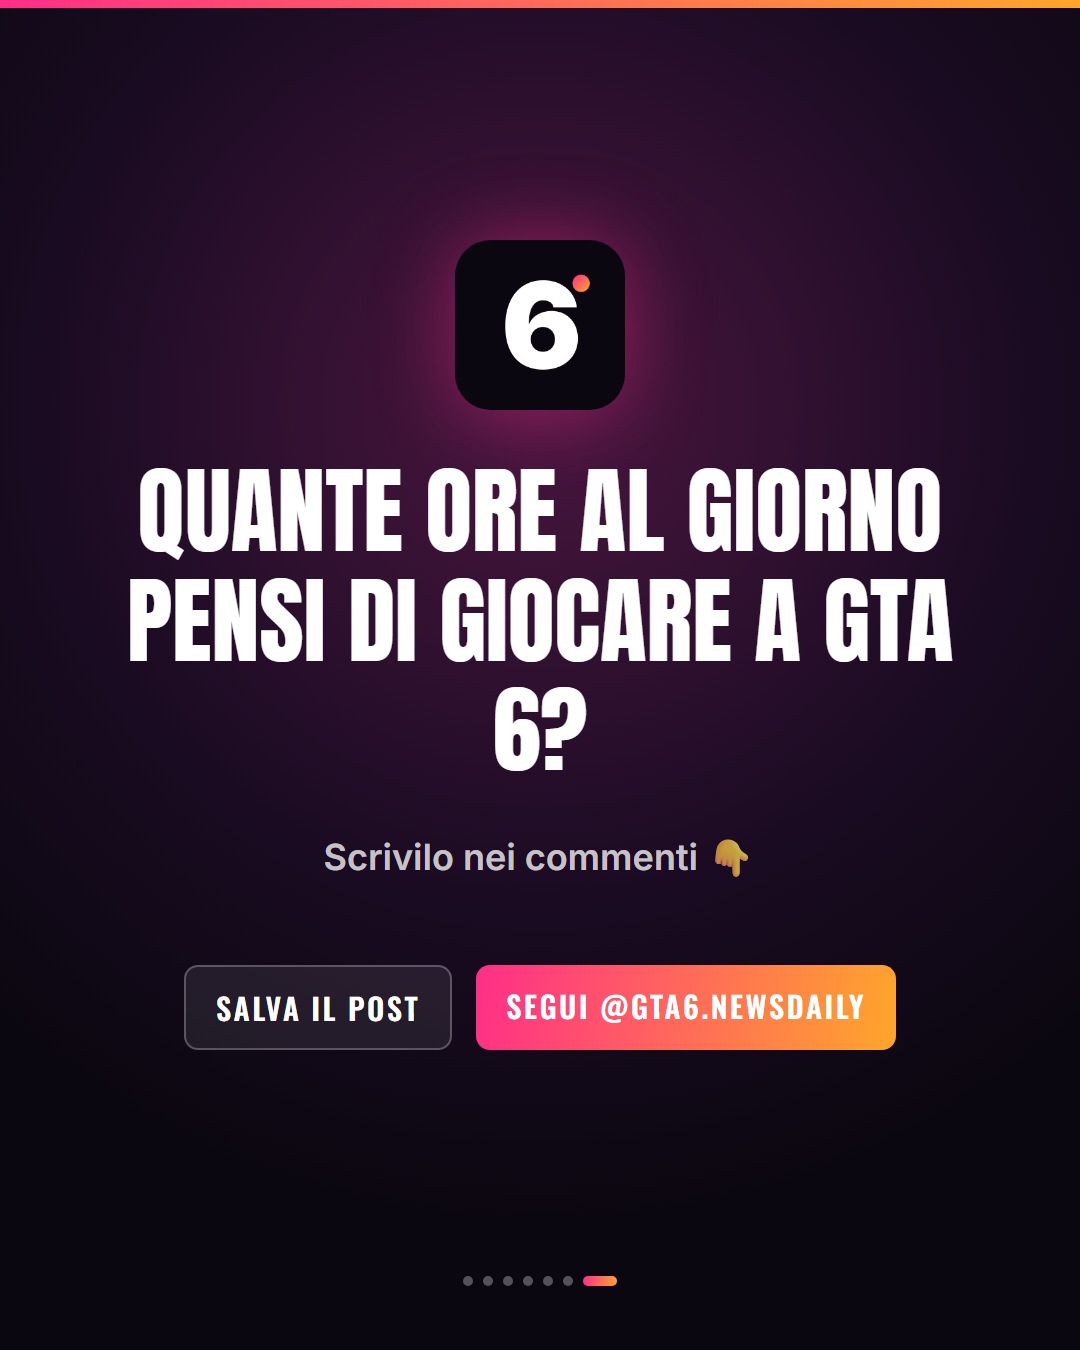 6
QUANTE ORE AL GIORNO
PENSI DI GIOCARE A GTA
6?
Scrivilo nei commenti 👇
SALVA IL POST
SEGUI @GTA6.NEWSDAILY